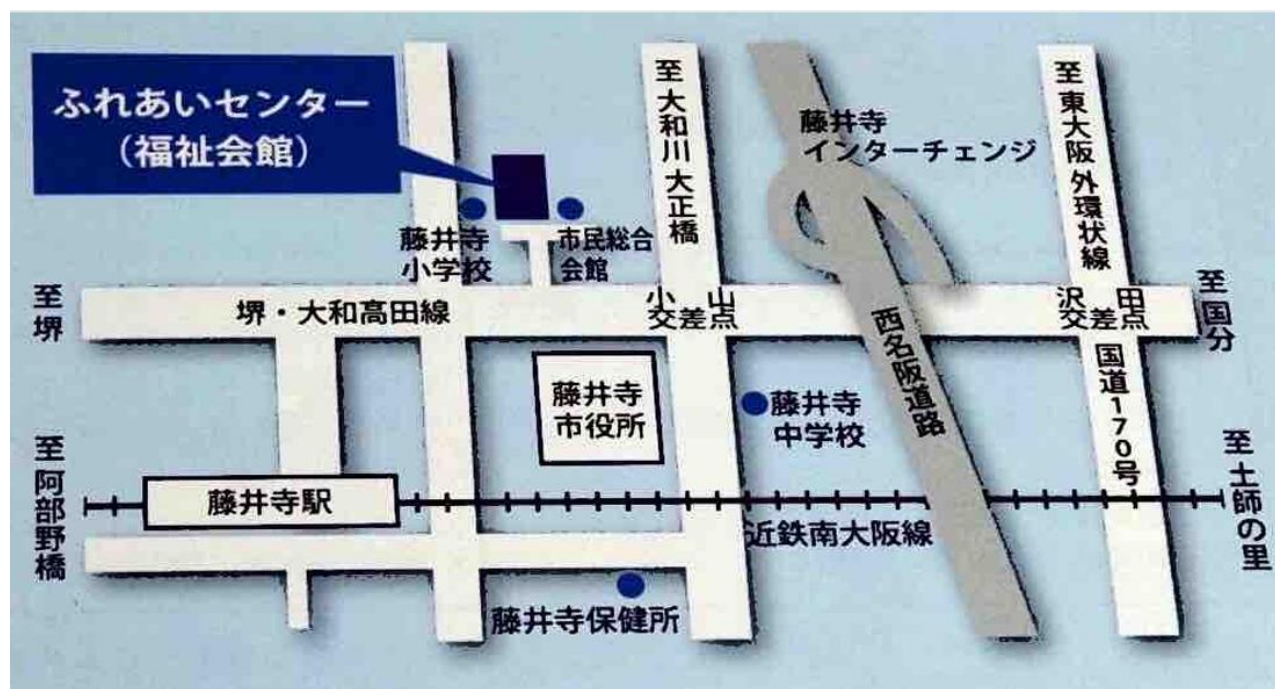 ふれあいセンター
(福祉会館)
至大和川 大正橋
藤井寺
インターチェンジ
至東大阪 外環状線
藤井寺
小学校
市民総合
会館
至堺
堺・大和高田線
小山
交差点
沢田
交差点
至国分
藤井寺
市役所
藤井寺
中学校
西名阪道路
国道170号
至阿部野橋
藤井寺駅
近鉄南大阪線
至土師の里
藤井寺保健所